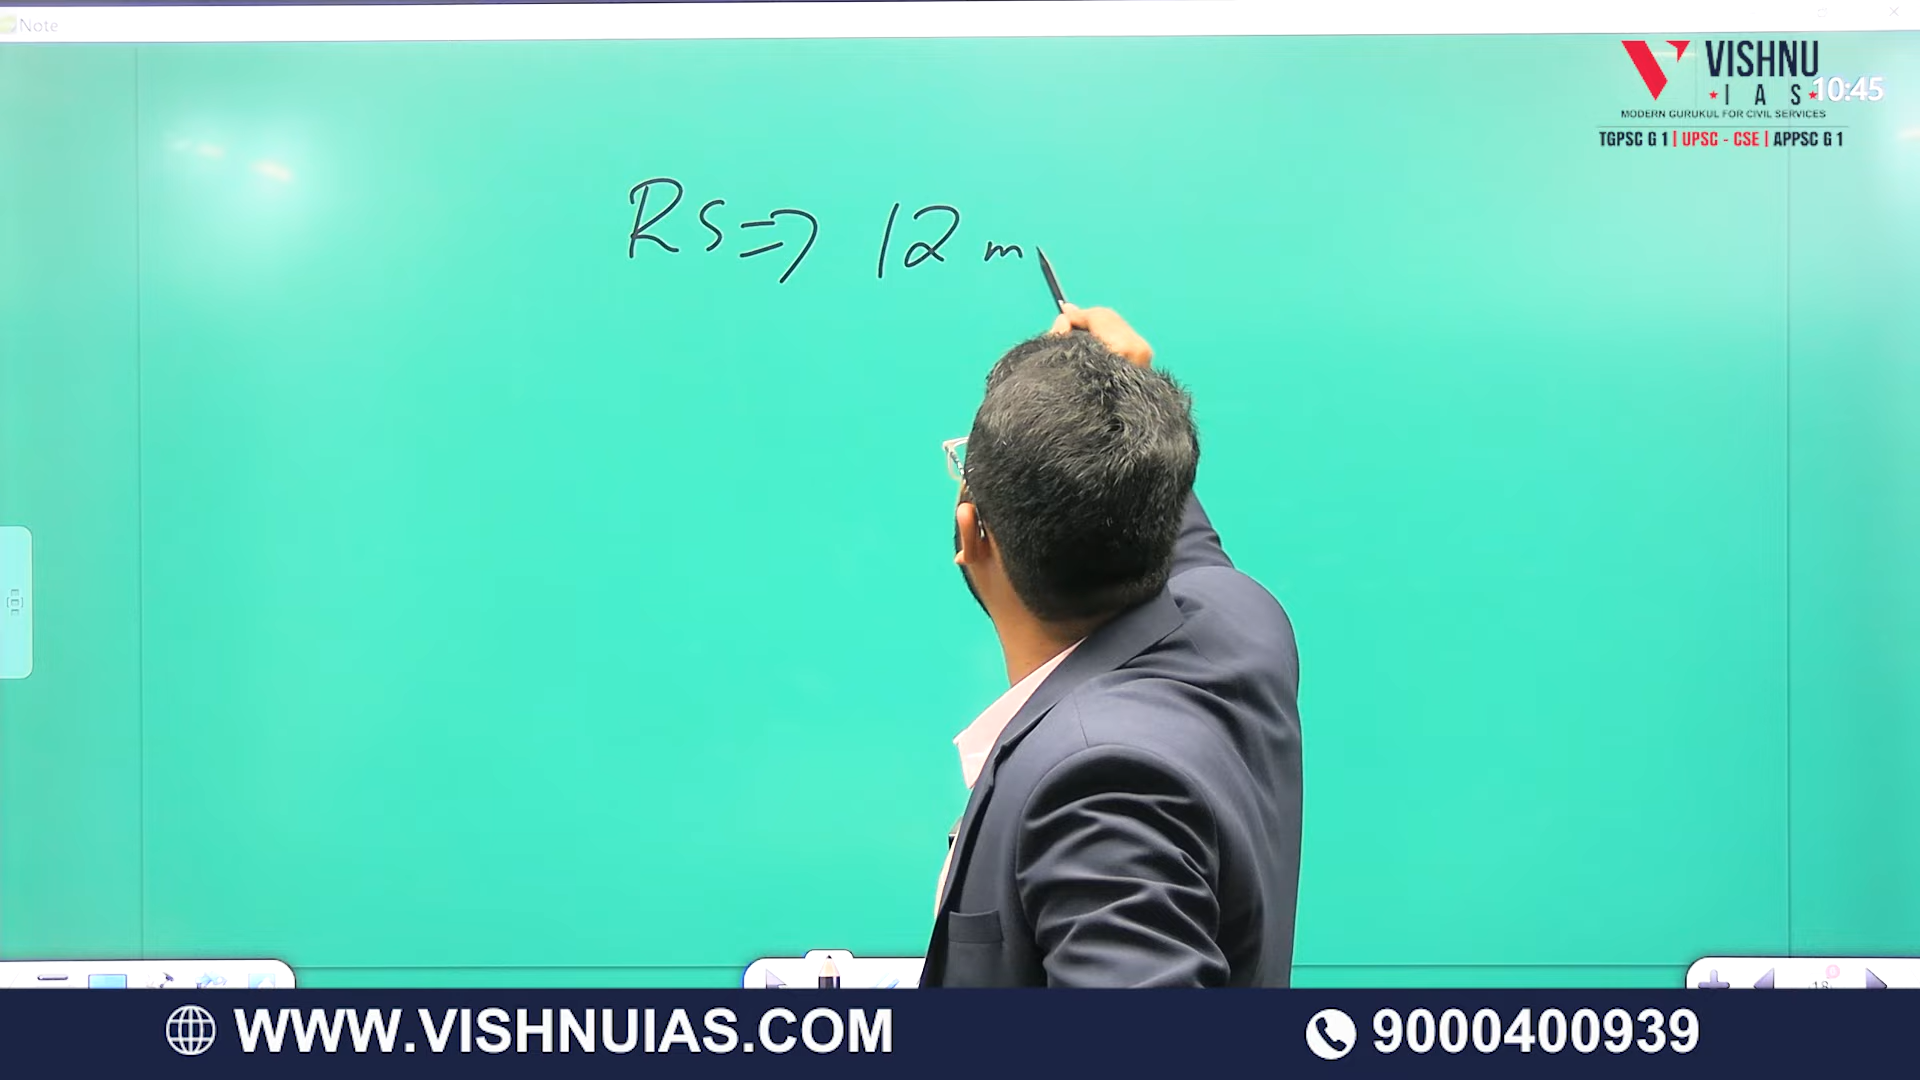 Note
VISHNU
IAS
10:45
MODERN GURUKUL FOR CIVIL SERVICES
TGPSC G 1 | UPSC - CSE | APPSC G 1
RS ⇒ 12 m
WWW.VISHNUIAS.COM
9000400939